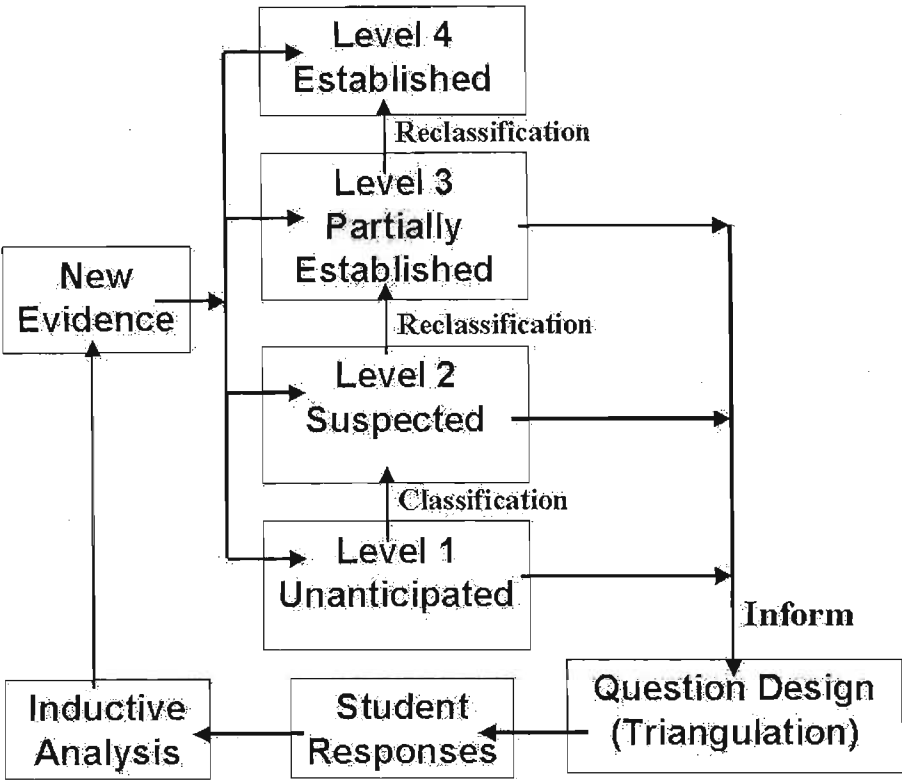 Level 4
Established
Reclassification
Level 3
Partially
Established
New
Evidence
Reclassification
Level 2
Suspected
Classification
Level 1
Unanticipated
Inform
Question Design
(Triangulation)
Student
Responses
Inductive
Analysis